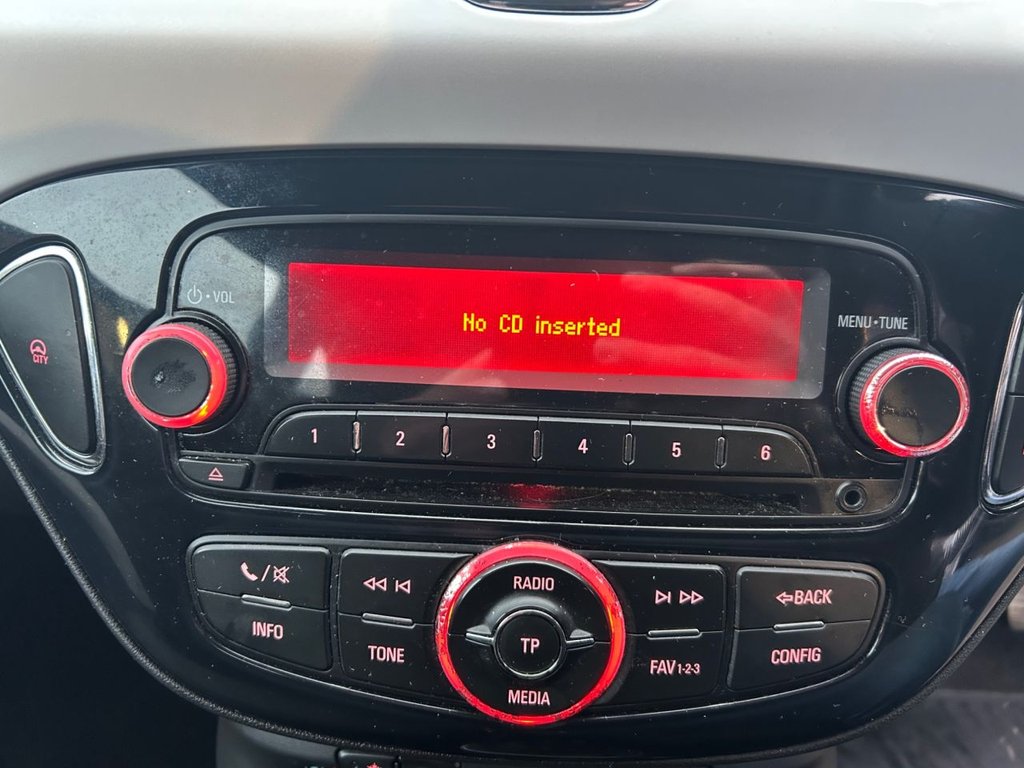 VOL
No CD inserted
MENU•TUNE
CITY
1 2 3 4 5 6
RADIO
BACK
INFO
TONE
TP
FAV1-2-3
CONFIG
MEDIA